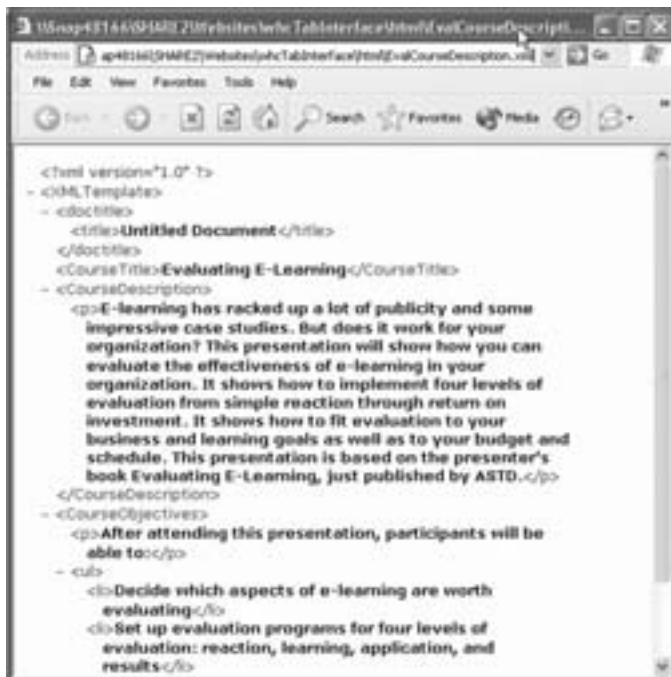 \\Snap48166\SHARE2\Websites\whcTabInterface\html\EvalCourseDescripti...
Address ap48166\SHARE2\Websites\whcTabInterface\html\EvalCourseDescription.xml Go
File Edit View Favorites Tools Help
Back Search Favorites Media
<?xml version="1.0" ?>
- <XMLTemplate>
- <doctitle>
<title>Untitled Document</title>
</doctitle>
<CourseTitle>Evaluating E-Learning</CourseTitle>
- <CourseDescription>
<p>E-learning has racked up a lot of publicity and some
impressive case studies. But does it work for your
organization? This presentation will show how you can
evaluate the effectiveness of e-learning in your
organization. It shows how to implement four levels of
evaluation from simple reaction through return on
investment. It shows how to fit evaluation to your
business and learning goals as well as to your budget and
schedule. This presentation is based on the presenter's
book Evaluating E-Learning, just published by ASTD.</p>
</CourseDescription>
- <CourseObjectives>
<p>After attending this presentation, participants will be
able to:</p>
- <ul>
<li>Decide which aspects of e-learning are worth
evaluating</li>
<li>Set up evaluation programs for four levels of
evaluation: reaction, learning, application, and
results</li>